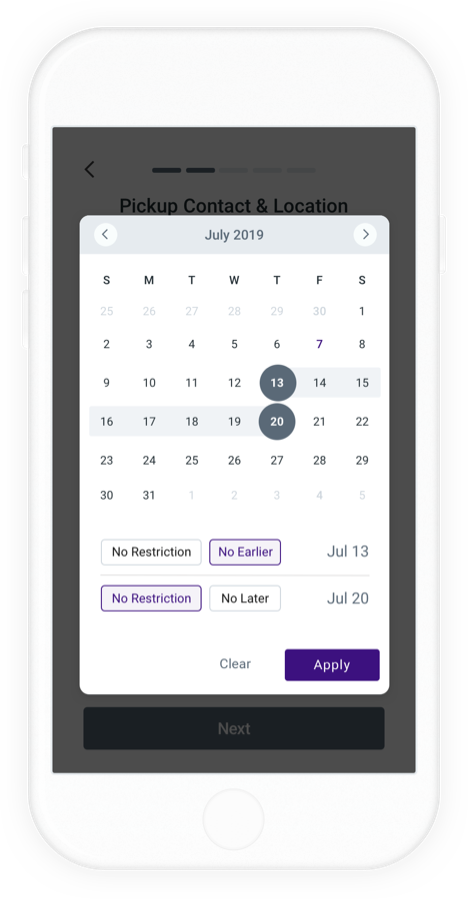 Pickup Contact & Location
July 2019
S M T W T F S
25 26 27 28 29 30 1
2 3 4 5 6 7 8
9 10 11 12 13 14 15
16 17 18 19 20 21 22
23 24 25 26 27 28 29
30 31 1 2 3 4 5
No Restriction No Earlier Jul 13
No Restriction No Later Jul 20
Clear Apply
Next